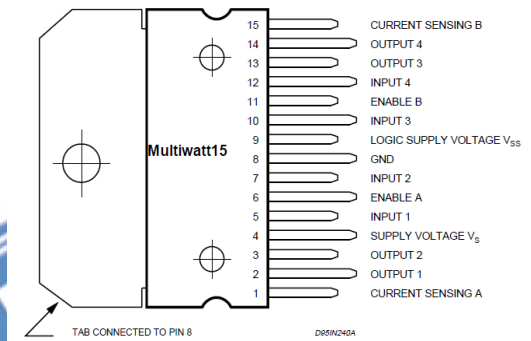 15 CURRENT SENSING B
14 OUTPUT 4
13 OUTPUT 3
12 INPUT 4
11 ENABLE B
10 INPUT 3
9 LOGIC SUPPLY VOLTAGE VSS
Multiwatt15
8 GND
7 INPUT 2
6 ENABLE A
5 INPUT 1
4 SUPPLY VOLTAGE VS
3 OUTPUT 2
2 OUTPUT 1
1 CURRENT SENSING A
TAB CONNECTED TO PIN 8
D95IN240A